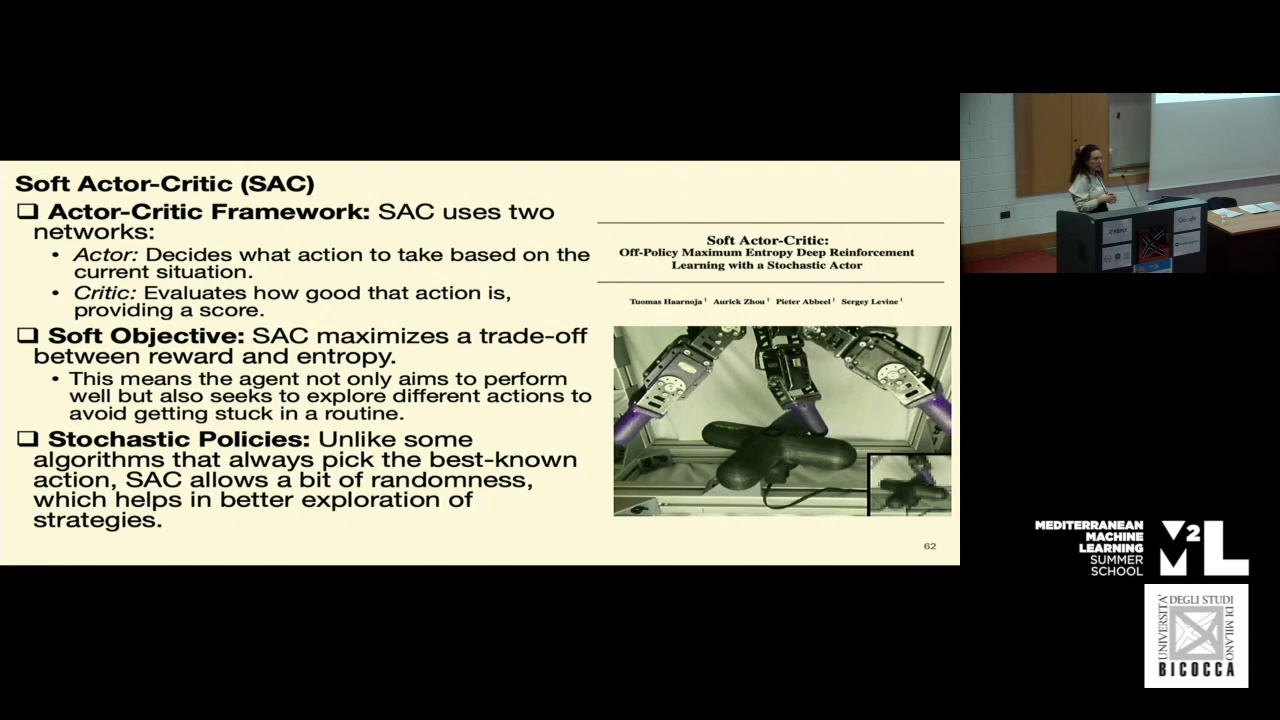 Soft Actor-Critic (SAC)
❑ Actor-Critic Framework: SAC uses two
networks:
• Actor: Decides what action to take based on the
current situation.
• Critic: Evaluates how good that action is,
providing a score.
❑ Soft Objective: SAC maximizes a trade-off
between reward and entropy.
• This means the agent not only aims to perform
well but also seeks to explore different actions to
avoid getting stuck in a routine.
❑ Stochastic Policies: Unlike some
algorithms that always pick the best-known
action, SAC allows a bit of randomness,
which helps in better exploration of
strategies.
Soft Actor-Critic:
Off-Policy Maximum Entropy Deep Reinforcement
Learning with a Stochastic Actor
Tuomas Haarnoja 1 Aurick Zhou 1 Pieter Abbeel 1 Sergey Levine 1
62
Google
MEDITERRANEAN
MACHINE
LEARNING
SUMMER
SCHOOL
M2L
UNIVERSITA'
DEGLI STUDI
DI MILANO
BICOCCA